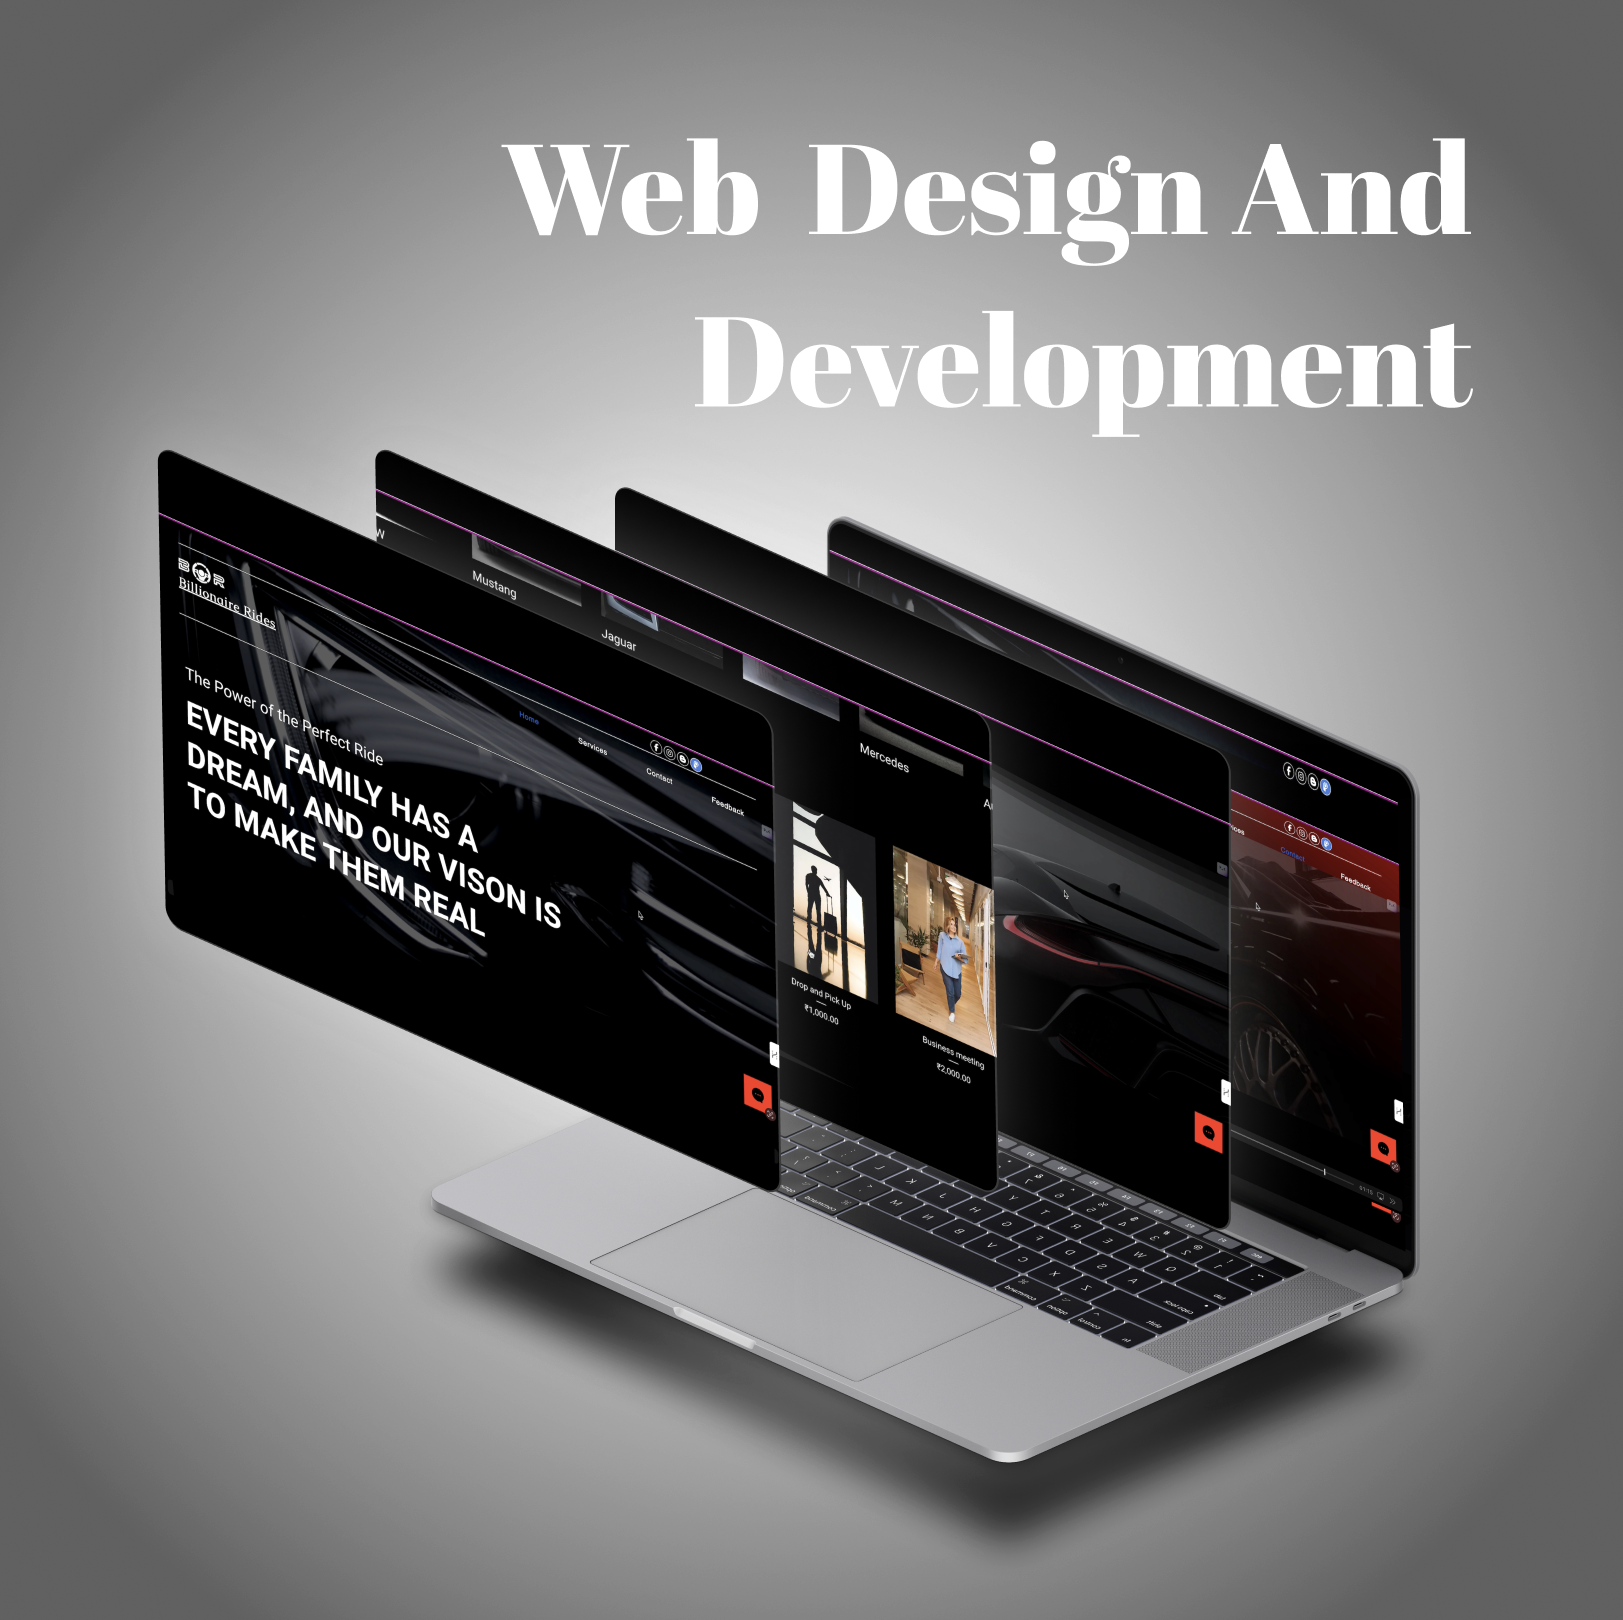 Web Design And
Development
BOR
Billionaire Rides
The Power of the Perfect Ride
EVERY FAMILY HAS A
DREAM, AND OUR VISON IS
TO MAKE THEM REAL
Home
Services
Contact
Feedback
W
Mustang
Jaguar
Mercedes
Drop and Pick Up
₹1,000.00
Business meeting
₹2,000.00
Contact
Feedback